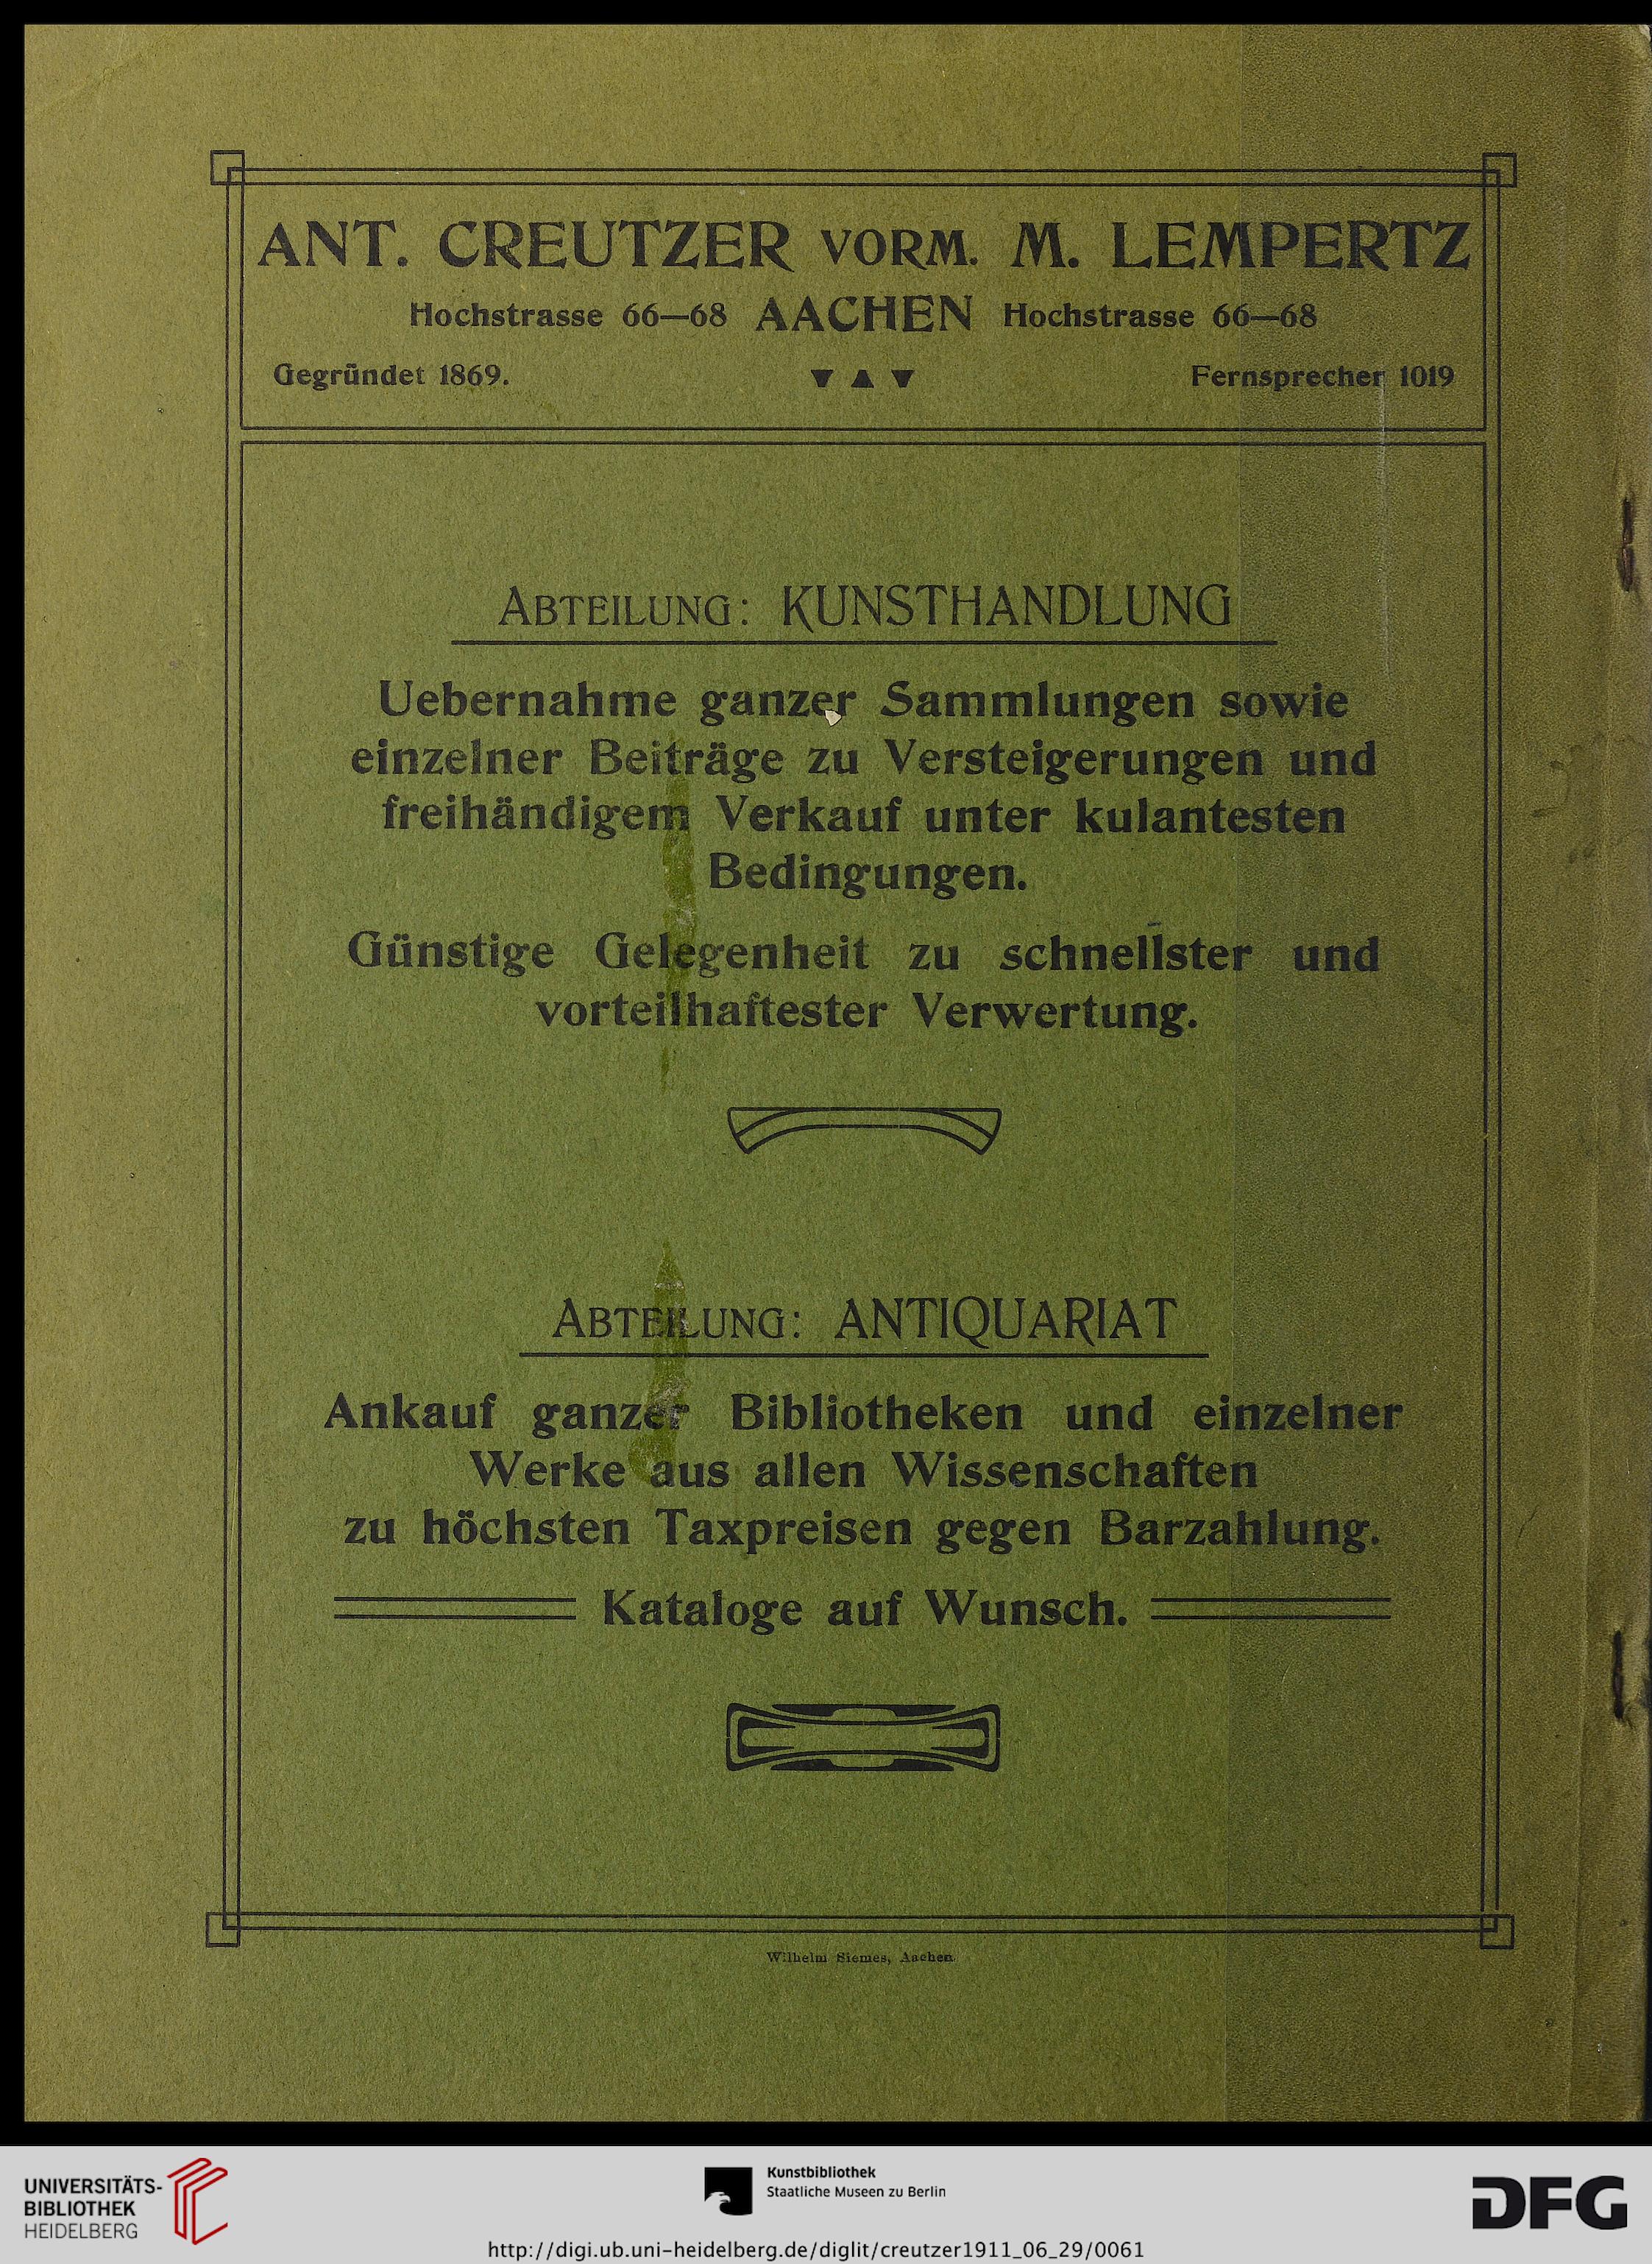 ANT. CREUTZER VORM. M. LEMPERTZ
Hochstrasse 66—68 AACHEN Hochstrasse 66—68
Gegründet 1869. Fernsprecher 1019
ABTEILUNG: KUNSTHANDLUNG
Uebernahme ganzer Sammlungen sowie
einzelner Beiträge zu Versteigerungen und
freihändigem Verkauf unter kulantesten
Bedingungen.
Günstige Gelegenheit zu schnellster und
vorteilhaftester Verwertung.
ABTEILUNG: ANTIQUARIAT
Ankauf ganzer Bibliotheken und einzelner
Werke aus allen Wissenschaften
zu höchsten Taxpreisen gegen Barzahlung.
Kataloge auf Wunsch.
Wilhelm Siemes, Aachen.
UNIVERSITÄTS-
BIBLIOTHEK
HEIDELBERG
Kunstbibliothek
Staatliche Museen zu Berlin
DFG
http://digi.ub.uni-heidelberg.de/diglit/creutzer1911_06_29/0061